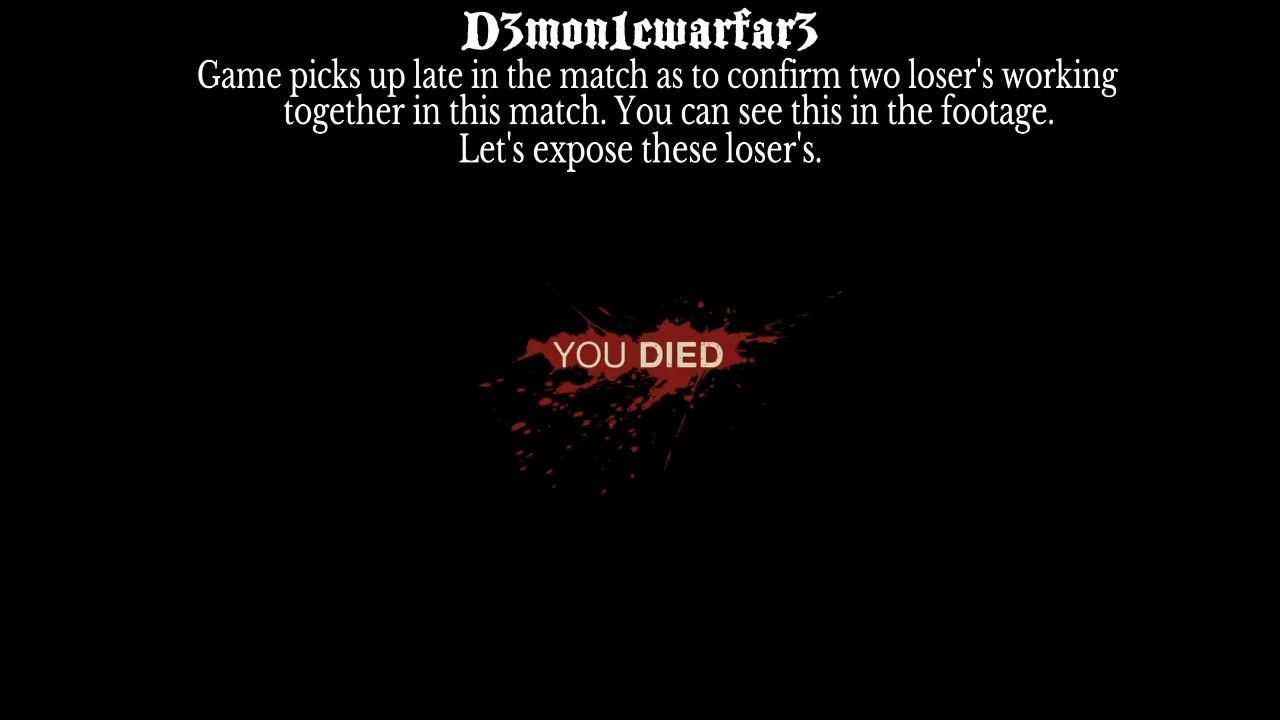 D3mon1cwarfar3
Game picks up late in the match as to confirm two loser's working
together in this match. You can see this in the footage.
Let's expose these loser's.
YOU DIED